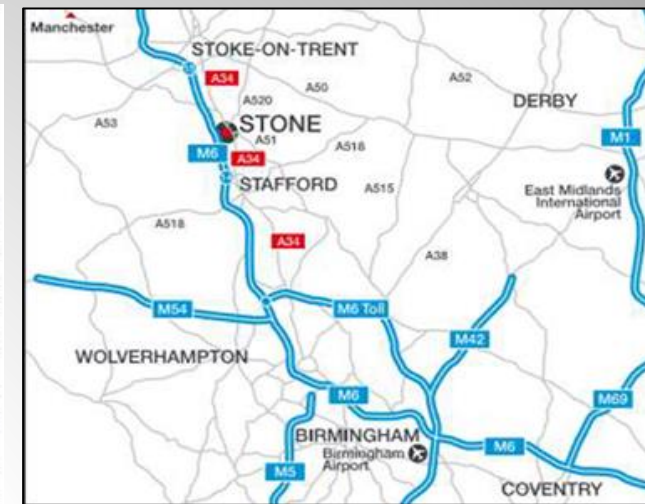 Manchester
STOKE-ON-TRENT
A34
A52
A50
A520
DERBY
A53
STONE
A51
M1
M6
A34
A518
STAFFORD
A515
East Midlands
International
Airport
A518
A34
A38
M54
M6 Toll
M42
WOLVERHAMPTON
M6
M69
BIRMINGHAM
Birmingham
Airport
M6
M5
COVENTRY